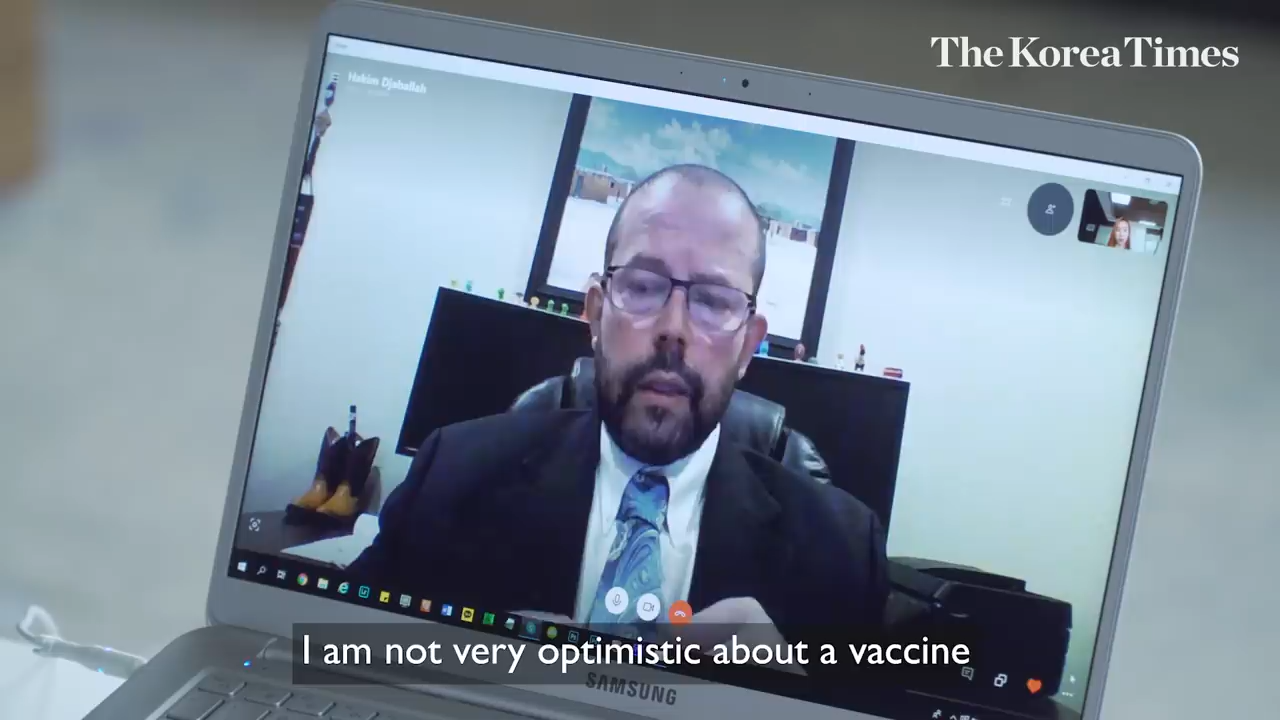 The Korea Times
Hakim Djaballah
I am not very optimistic about a vaccine
SAMSUNG